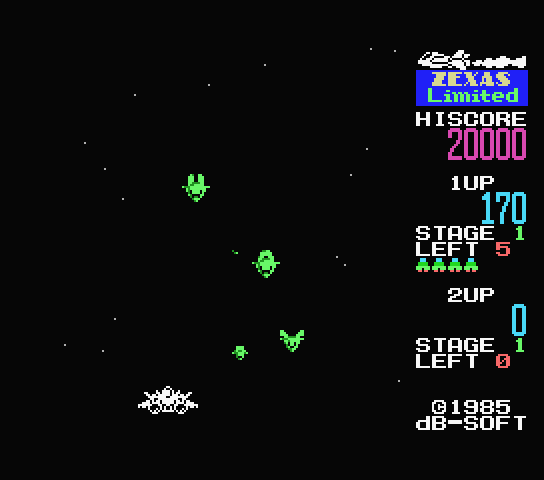 ZEXAS
Limited
HISCORE
20000
1UP
170
STAGE 1
LEFT 5
2UP
0
STAGE 1
LEFT 0
©1985
dB-SOFT